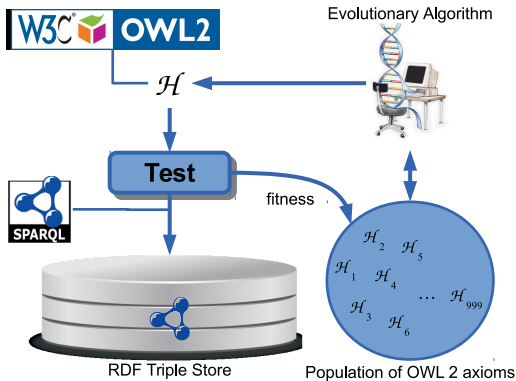 W3C® OWL2
Evolutionary Algorithm
ℋ
Test
fitness
SPARQL
ℋ2
ℋ5
ℋ1
ℋ4
... ℋ999
ℋ3
ℋ6
RDF Triple Store
Population of OWL 2 axioms